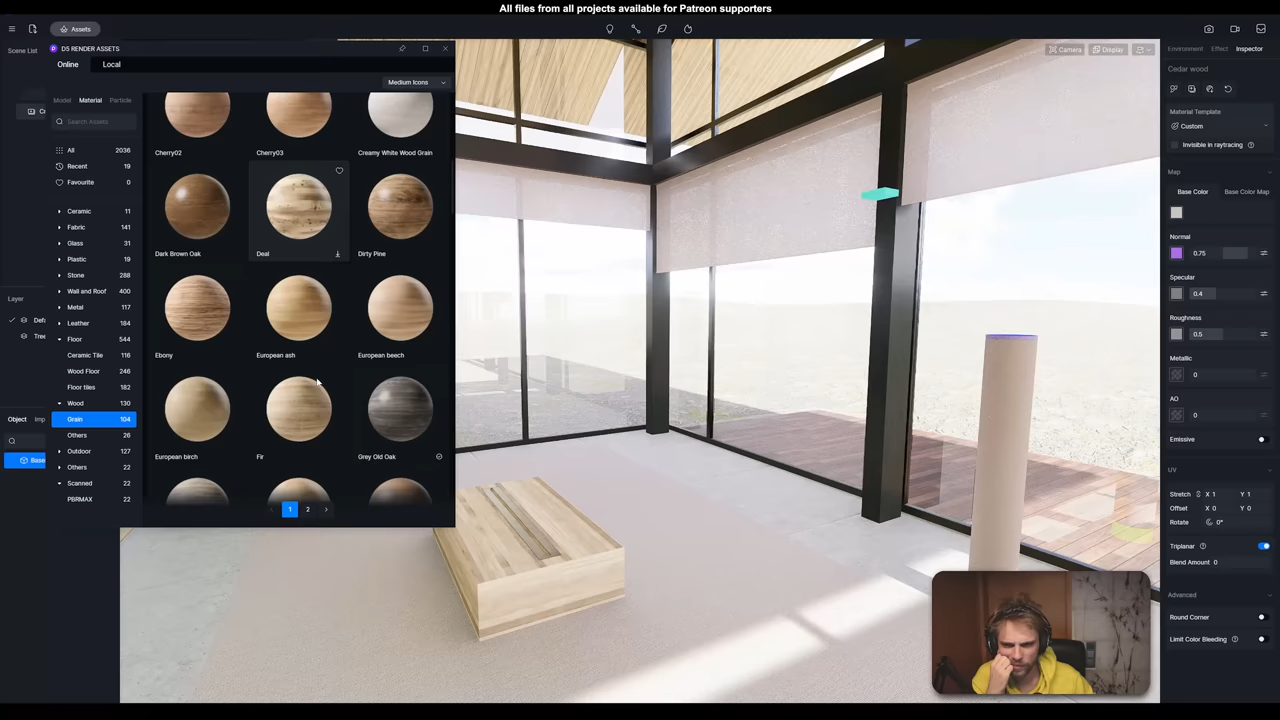 All files from all projects available for Patreon supporters
Assets
Scene List
D5 RENDER ASSETS
Online
Local
Medium Icons
Model
Material
Particle
Search Assets
All 2036
Recent 19
Favourite 0
Ceramic 11
Fabric 141
Glass 31
Plastic 19
Stone 288
Wall and Roof 400
Metal 117
Leather 184
Floor 544
Ceramic Tile 116
Wood Floor 246
Floor tiles 182
Wood 130
Grain 104
Others 26
Outdoor 127
Others 22
Scanned 22
PBRMAX 22
Cherry02
Cherry03
Creamy White Wood Grain
Dark Brown Oak
Deal
Dirty Pine
Ebony
European ash
European beech
European birch
Fir
Grey Old Oak
1
2
Layer
Defa
Tree
Object
Imp
Base
Camera
Display
Environment
Effect
Inspector
Cedar wood
Material Template
Custom
Invisible in raytracing
Map
Base Color
Base Color Map
Normal
0.75
Specular
0.4
Roughness
0.5
Metallic
0
AO
0
Emissive
UV
Stretch X 1 Y 1
Offset X 0 Y 0
Rotate 0°
Triplanar
Blend Amount 0
Advanced
Round Corner
Limit Color Bleeding